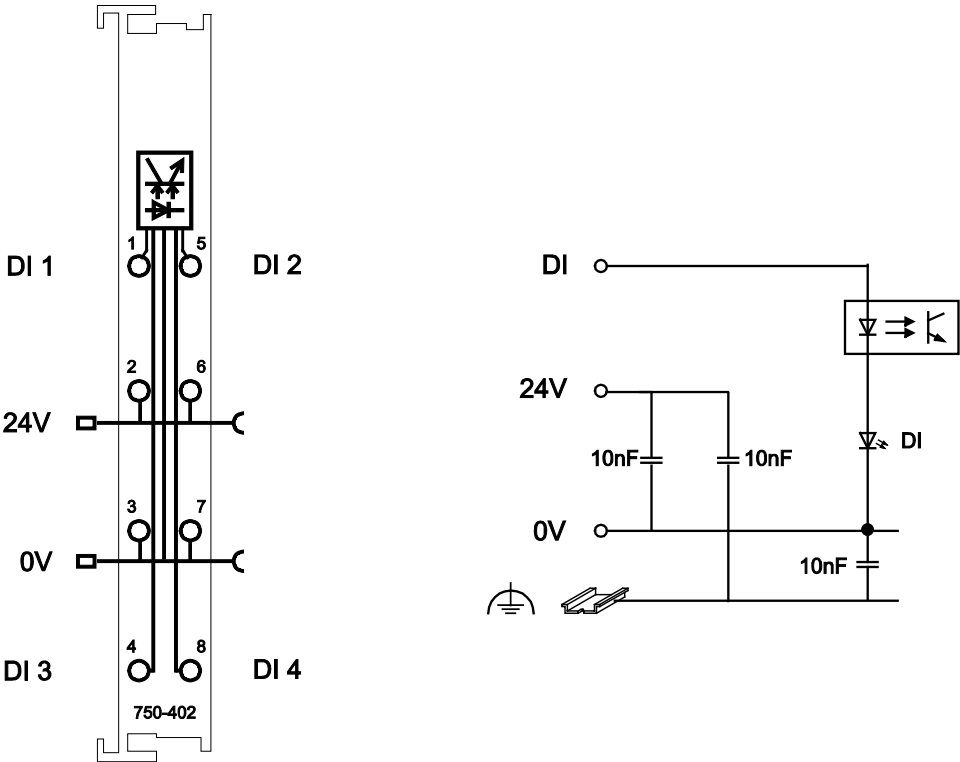 1 5
DI 1 DI 2
2 6
24V
3 7
0V
4 8
DI 3 DI 4
750-402
DI
24V
10nF 10nF
DI
0V
10nF